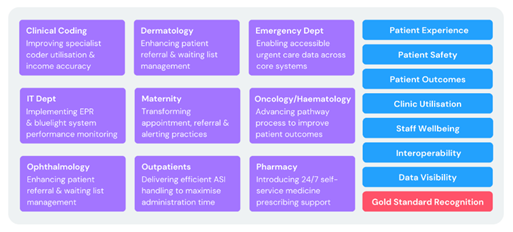 Clinical Coding
Improving specialist
coder utilisation &
income accuracy
Dermatology
Enhancing patient
referral & waiting list
management
Emergency Dept
Enabling accessible
urgent care data across
core systems
IT Dept
Implementing EPR
& bluelight system
performance monitoring
Maternity
Transforming
appointment, referral &
alerting practices
Oncology/Haematology
Advancing pathway
process to improve
patient outcomes
Ophthalmology
Enhancing patient
referral & waiting list
management
Outpatients
Delivering efficient ASI
handling to maximise
administration time
Pharmacy
Introducing 24/7 self-
service medicine
prescribing support
Patient Experience
Patient Safety
Patient Outcomes
Clinic Utilisation
Staff Wellbeing
Interoperability
Data Visibility
Gold Standard Recognition